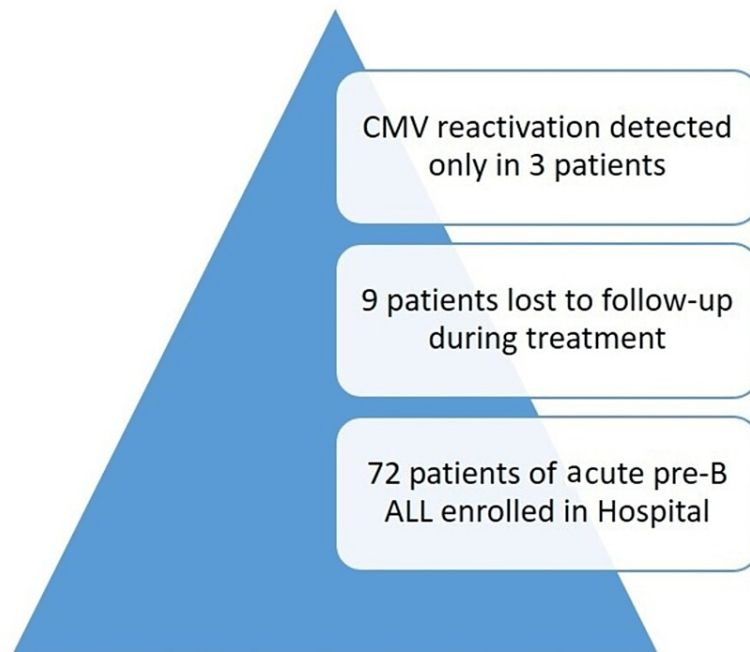 CMV reactivation detected
only in 3 patients
9 patients lost to follow-up
during treatment
72 patients of acute pre-B
ALL enrolled in Hospital